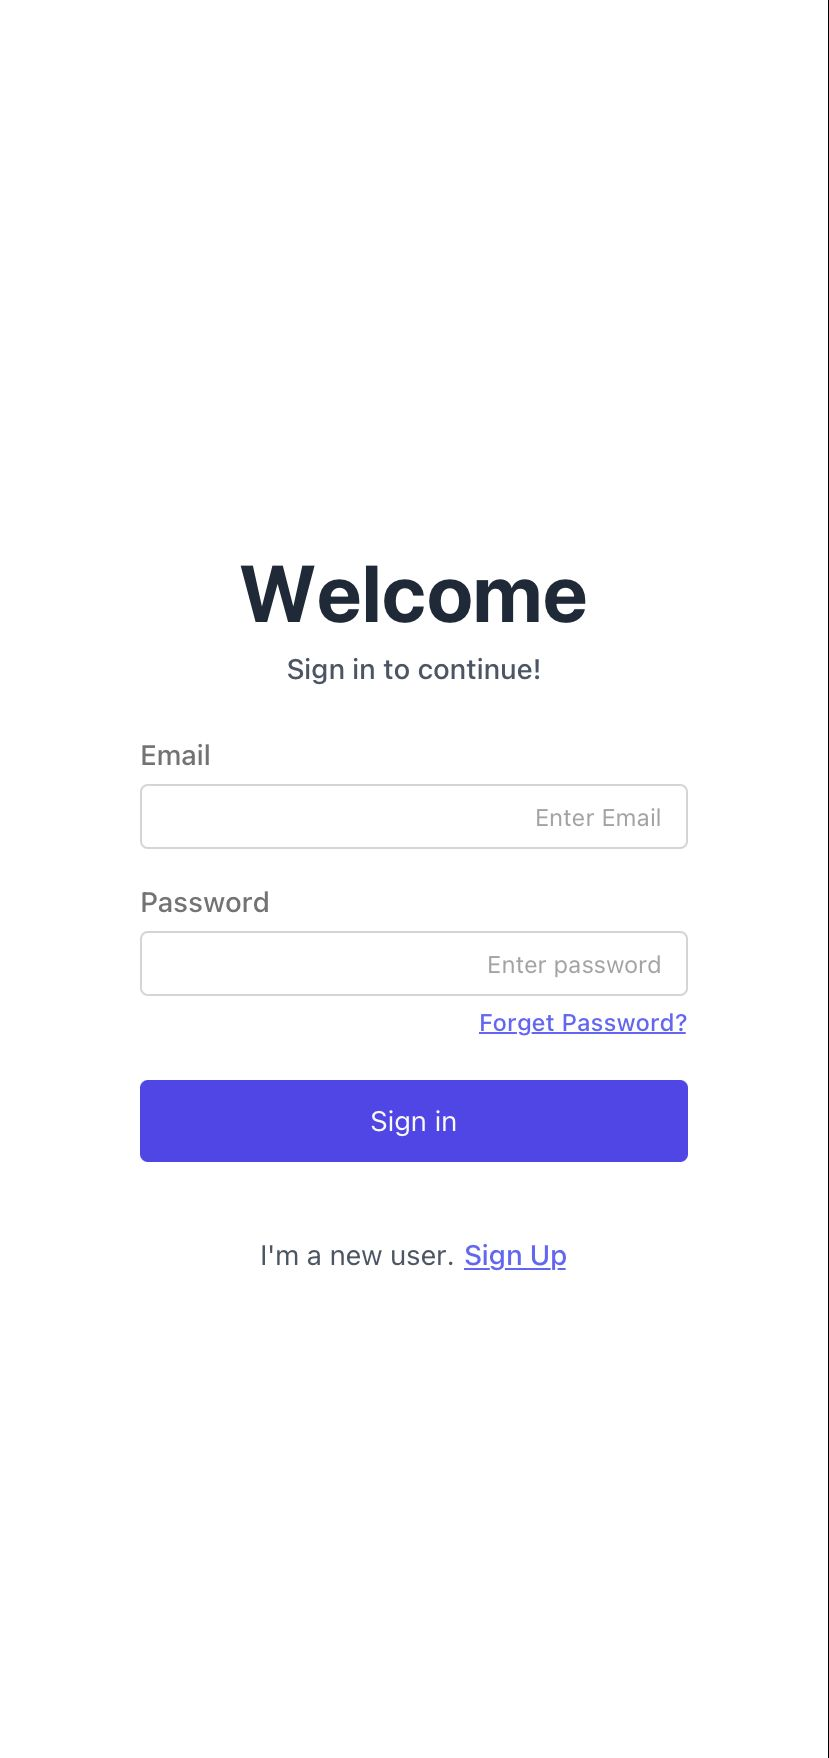 Welcome
Sign in to continue!
Email
Enter Email
Password
Enter password
Forget Password?
Sign in
I'm a new user. Sign Up